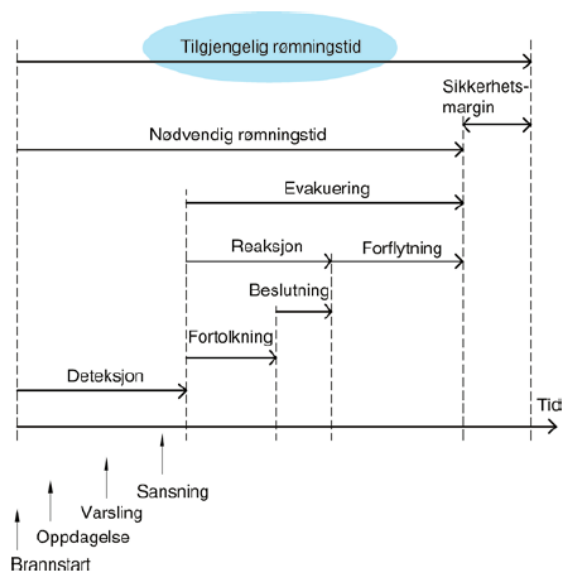 Tilgjengelig rømningstid
Sikkerhets-
margin
Nødvendig rømningstid
Evakuering
Reaksjon
Forflytning
Beslutning
Fortolkning
Deteksjon
Tid
Sansning
Varsling
Oppdagelse
Brannstart